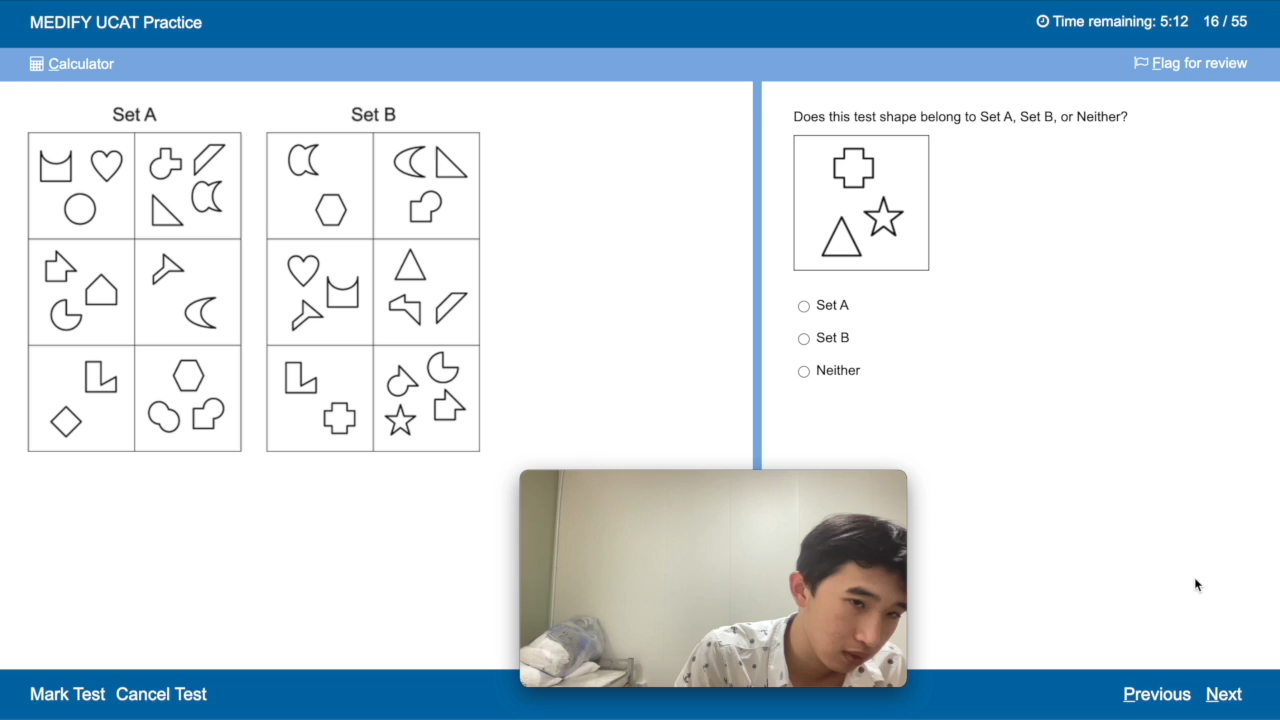 MEDIFY UCAT Practice
Time remaining: 5:12 16 / 55
Calculator
Flag for review
Set A
Set B
Does this test shape belong to Set A, Set B, or Neither?
Set A
Set B
Neither
Mark Test Cancel Test
Previous Next